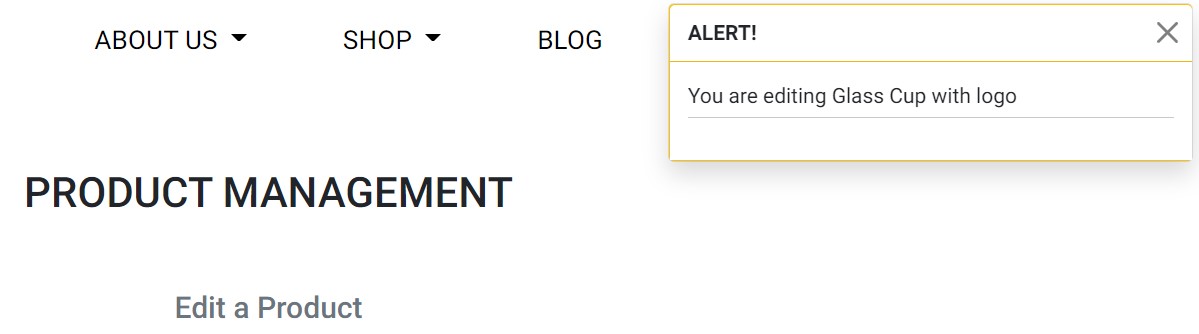 ABOUT US
SHOP
BLOG
ALERT!
You are editing Glass Cup with logo
PRODUCT MANAGEMENT
Edit a Product